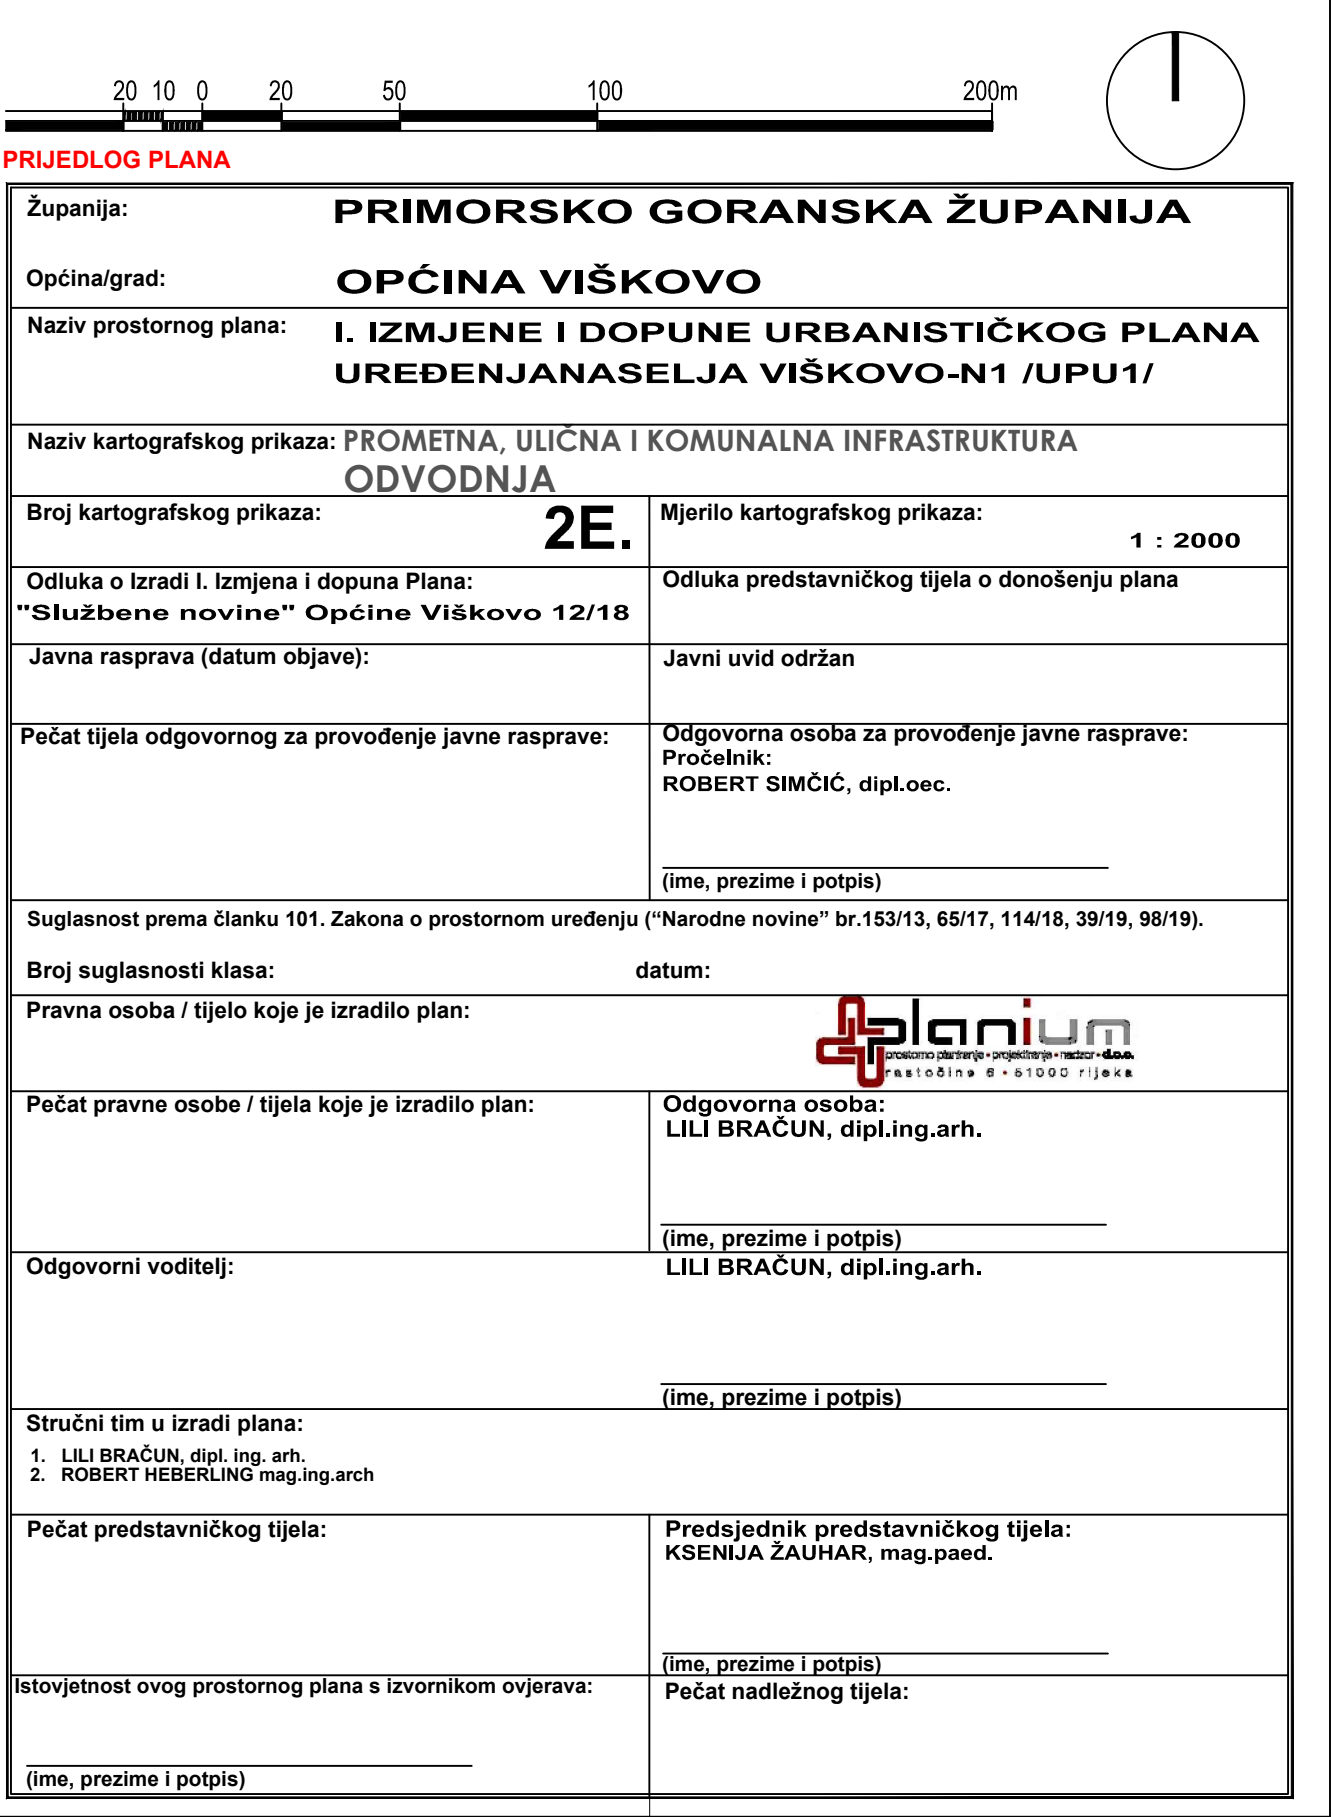 20 10 0 20 50 100 200m
PRIJEDLOG PLANA
Županija: PRIMORSKO GORANSKA ŽUPANIJA
Općina/grad: OPĆINA VIŠKOVO
Naziv prostornog plana: I. IZMJENE I DOPUNE URBANISTIČKOG PLANA
UREĐENJANASELJA VIŠKOVO-N1 /UPU1/
Naziv kartografskog prikaza: PROMETNA, ULIČNA I KOMUNALNA INFRASTRUKTURA
ODVODNJA
Broj kartografskog prikaza: 2E.
Mjerilo kartografskog prikaza:
1 : 2000
Odluka o Izradi I. Izmjena i dopuna Plana:
"Službene novine" Općine Viškovo 12/18
Odluka predstavničkog tijela o donošenju plana
Javna rasprava (datum objave):
Javni uvid održan
Pečat tijela odgovornog za provođenje javne rasprave:
Odgovorna osoba za provođenje javne rasprave:
Pročelnik:
ROBERT SIMČIĆ, dipl.oec.
(ime, prezime i potpis)
Suglasnost prema članku 101. Zakona o prostornom uređenju (“Narodne novine” br.153/13, 65/17, 114/18, 39/19, 98/19).
Broj suglasnosti klasa: datum:
Pravna osoba / tijelo koje je izradilo plan:
planium
prostorno planiranje • projektiranje • nadzor • d.o.o.
rastočine 6 • 51000 rijeka
Pečat pravne osobe / tijela koje je izradilo plan:
Odgovorna osoba:
LILI BRAČUN, dipl.ing.arh.
(ime, prezime i potpis)
Odgovorni voditelj: LILI BRAČUN, dipl.ing.arh.
(ime, prezime i potpis)
Stručni tim u izradi plana:
1. LILI BRAČUN, dipl. ing. arh.
2. ROBERT HEBERLING mag.ing.arch
Pečat predstavničkog tijela:
Predsjednik predstavničkog tijela:
KSENIJA ŽAUHAR, mag.paed.
(ime, prezime i potpis)
Istovjetnost ovog prostornog plana s izvornikom ovjerava:
(ime, prezime i potpis)
Pečat nadležnog tijela: